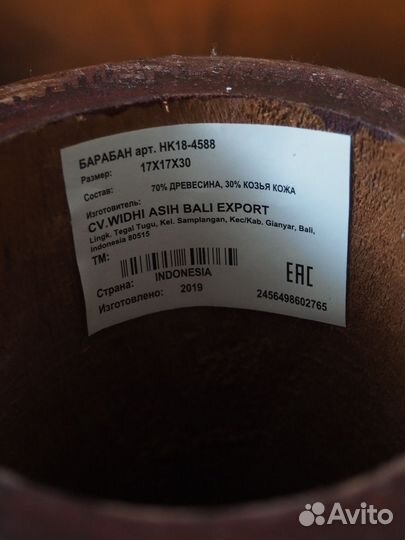 БАРАБАН арт. HK18-4588
Размер: 17X17X30
Состав: 70% ДРЕВЕСИНА, 30% КОЗЬЯ КОЖА
Изготовитель:
CV.WIDHI ASIH BALI EXPORT
Lingk. Tegal Tugu, Kel. Samplangan, Kec/Kab. Gianyar, Bali,
Indonesia 80515
ТМ:
Страна: INDONESIA
Изготовлено: 2019
EAC
2456498602765
Avito